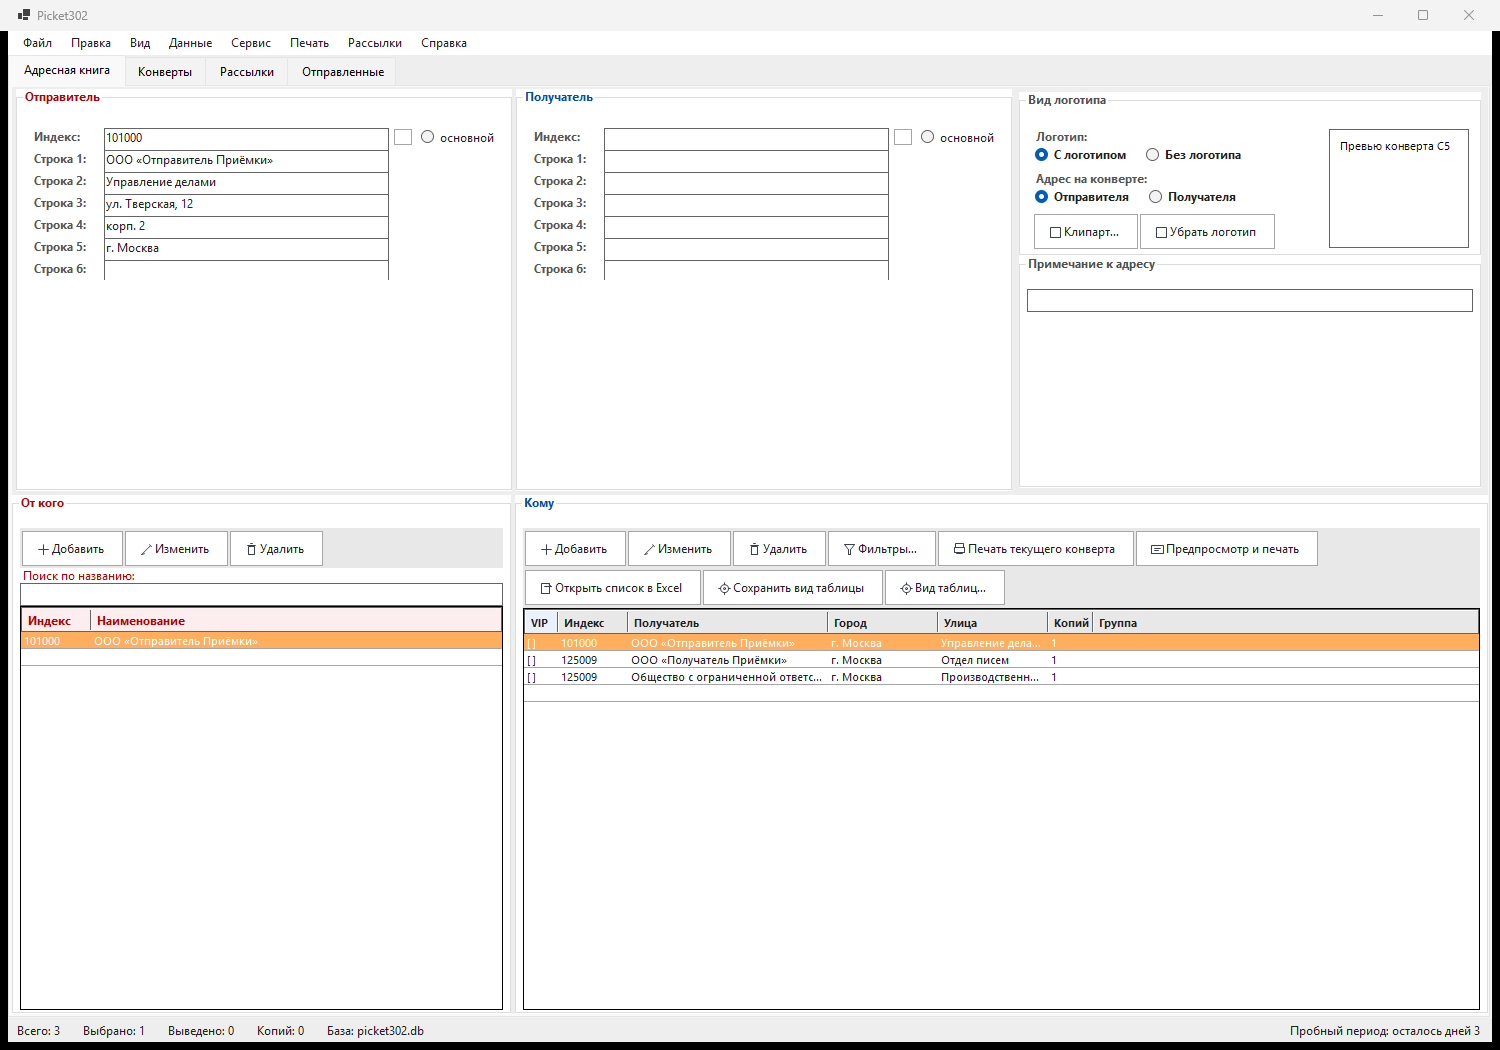 Picket302
Файл Правка Вид Данные Сервис Печать Рассылки Справка
Адресная книга Конверты Рассылки Отправленные
Отправитель
Индекс: 101000 основной
Строка 1: ООО «Отправитель Приёмки»
Строка 2: Управление делами
Строка 3: ул. Тверская, 12
Строка 4: корп. 2
Строка 5: г. Москва
Строка 6:
Получатель
Индекс: основной
Строка 1:
Строка 2:
Строка 3:
Строка 4:
Строка 5:
Строка 6:
Вид логотипа
Логотип:
С логотипом Без логотипа
Адрес на конверте:
Отправителя Получателя
Клипарт... Убрать логотип
Превью конверта C5
Примечание к адресу
От кого
Добавить Изменить Удалить
Поиск по названию:
Индекс Наименование
101000 ООО «Отправитель Приёмки»
Кому
Добавить Изменить Удалить Фильтры... Печать текущего конверта Предпросмотр и печать
Открыть список в Excel Сохранить вид таблицы Вид таблиц...
VIP Индекс Получатель Город Улица Копий Группа
[ ] 101000 ООО «Отправитель Приёмки» г. Москва Управление дела... 1
[ ] 125009 ООО «Получатель Приёмки» г. Москва Отдел писем 1
[ ] 125009 Общество с ограниченной ответс... г. Москва Производственн... 1
Всего: 3 Выбрано: 1 Выведено: 0 Копий: 0 База: picket302.db Пробный период: осталось дней 3